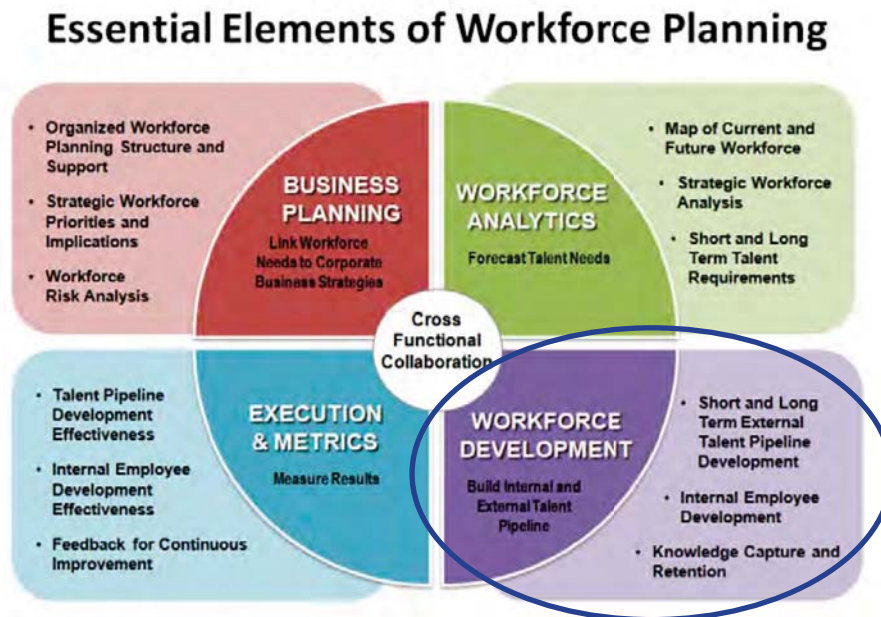 Essential Elements of Workforce Planning
• Organized Workforce
Planning Structure and
Support
• Strategic Workforce
Priorities and
Implications
• Workforce
Risk Analysis
BUSINESS
PLANNING
Link Workforce
Needs to Corporate
Business Strategies
WORKFORCE
ANALYTICS
Forecast Talent Needs
• Map of Current and
Future Workforce
• Strategic Workforce
Analysis
• Short and Long
Term Talent
Requirements
Cross
Functional
Collaboration
• Talent Pipeline
Development
Effectiveness
• Internal Employee
Development
Effectiveness
• Feedback for Continuous
Improvement
EXECUTION
& METRICS
Measure Results
WORKFORCE
DEVELOPMENT
Build Internal and
External Talent
Pipeline
• Short and Long
Term External
Talent Pipeline
Development
• Internal Employee
Development
• Knowledge Capture and
Retention